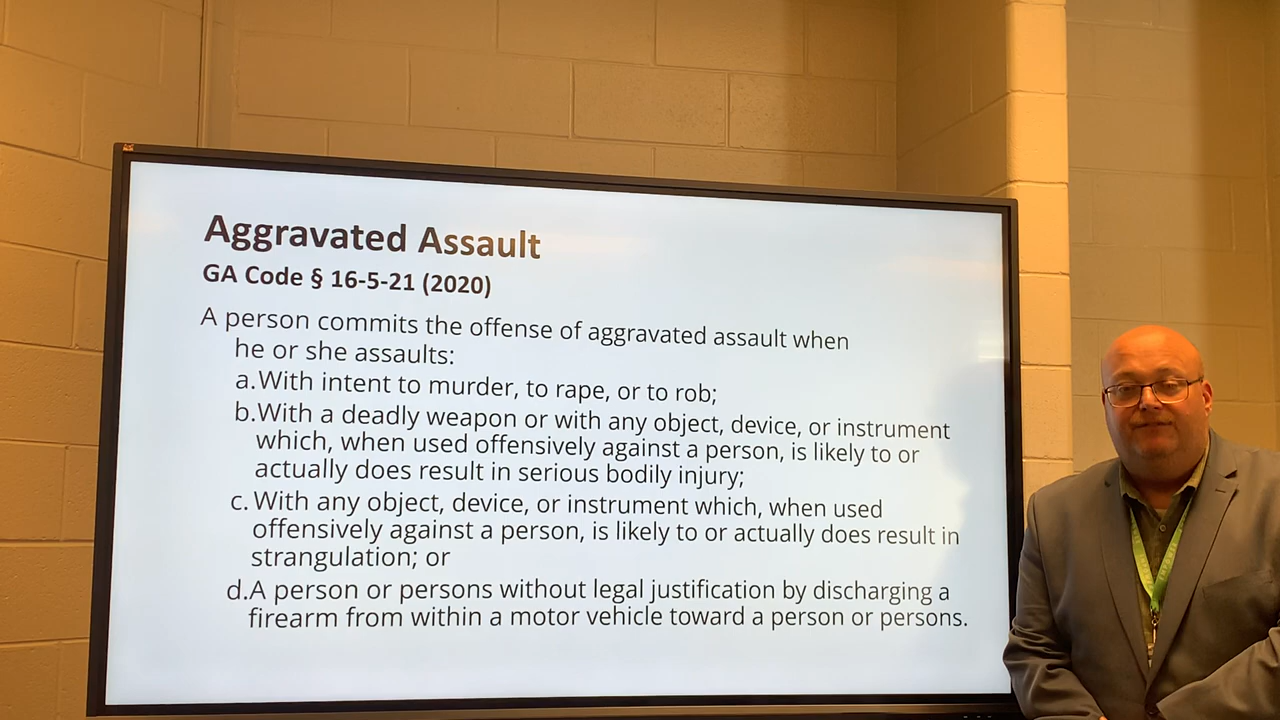 Aggravated Assault
GA Code § 16-5-21 (2020)
A person commits the offense of aggravated assault when
he or she assaults:
a.With intent to murder, to rape, or to rob;
b.With a deadly weapon or with any object, device, or instrument
which, when used offensively against a person, is likely to or
actually does result in serious bodily injury;
c. With any object, device, or instrument which, when used
offensively against a person, is likely to or actually does result in
strangulation; or
d.A person or persons without legal justification by discharging a
firearm from within a motor vehicle toward a person or persons.